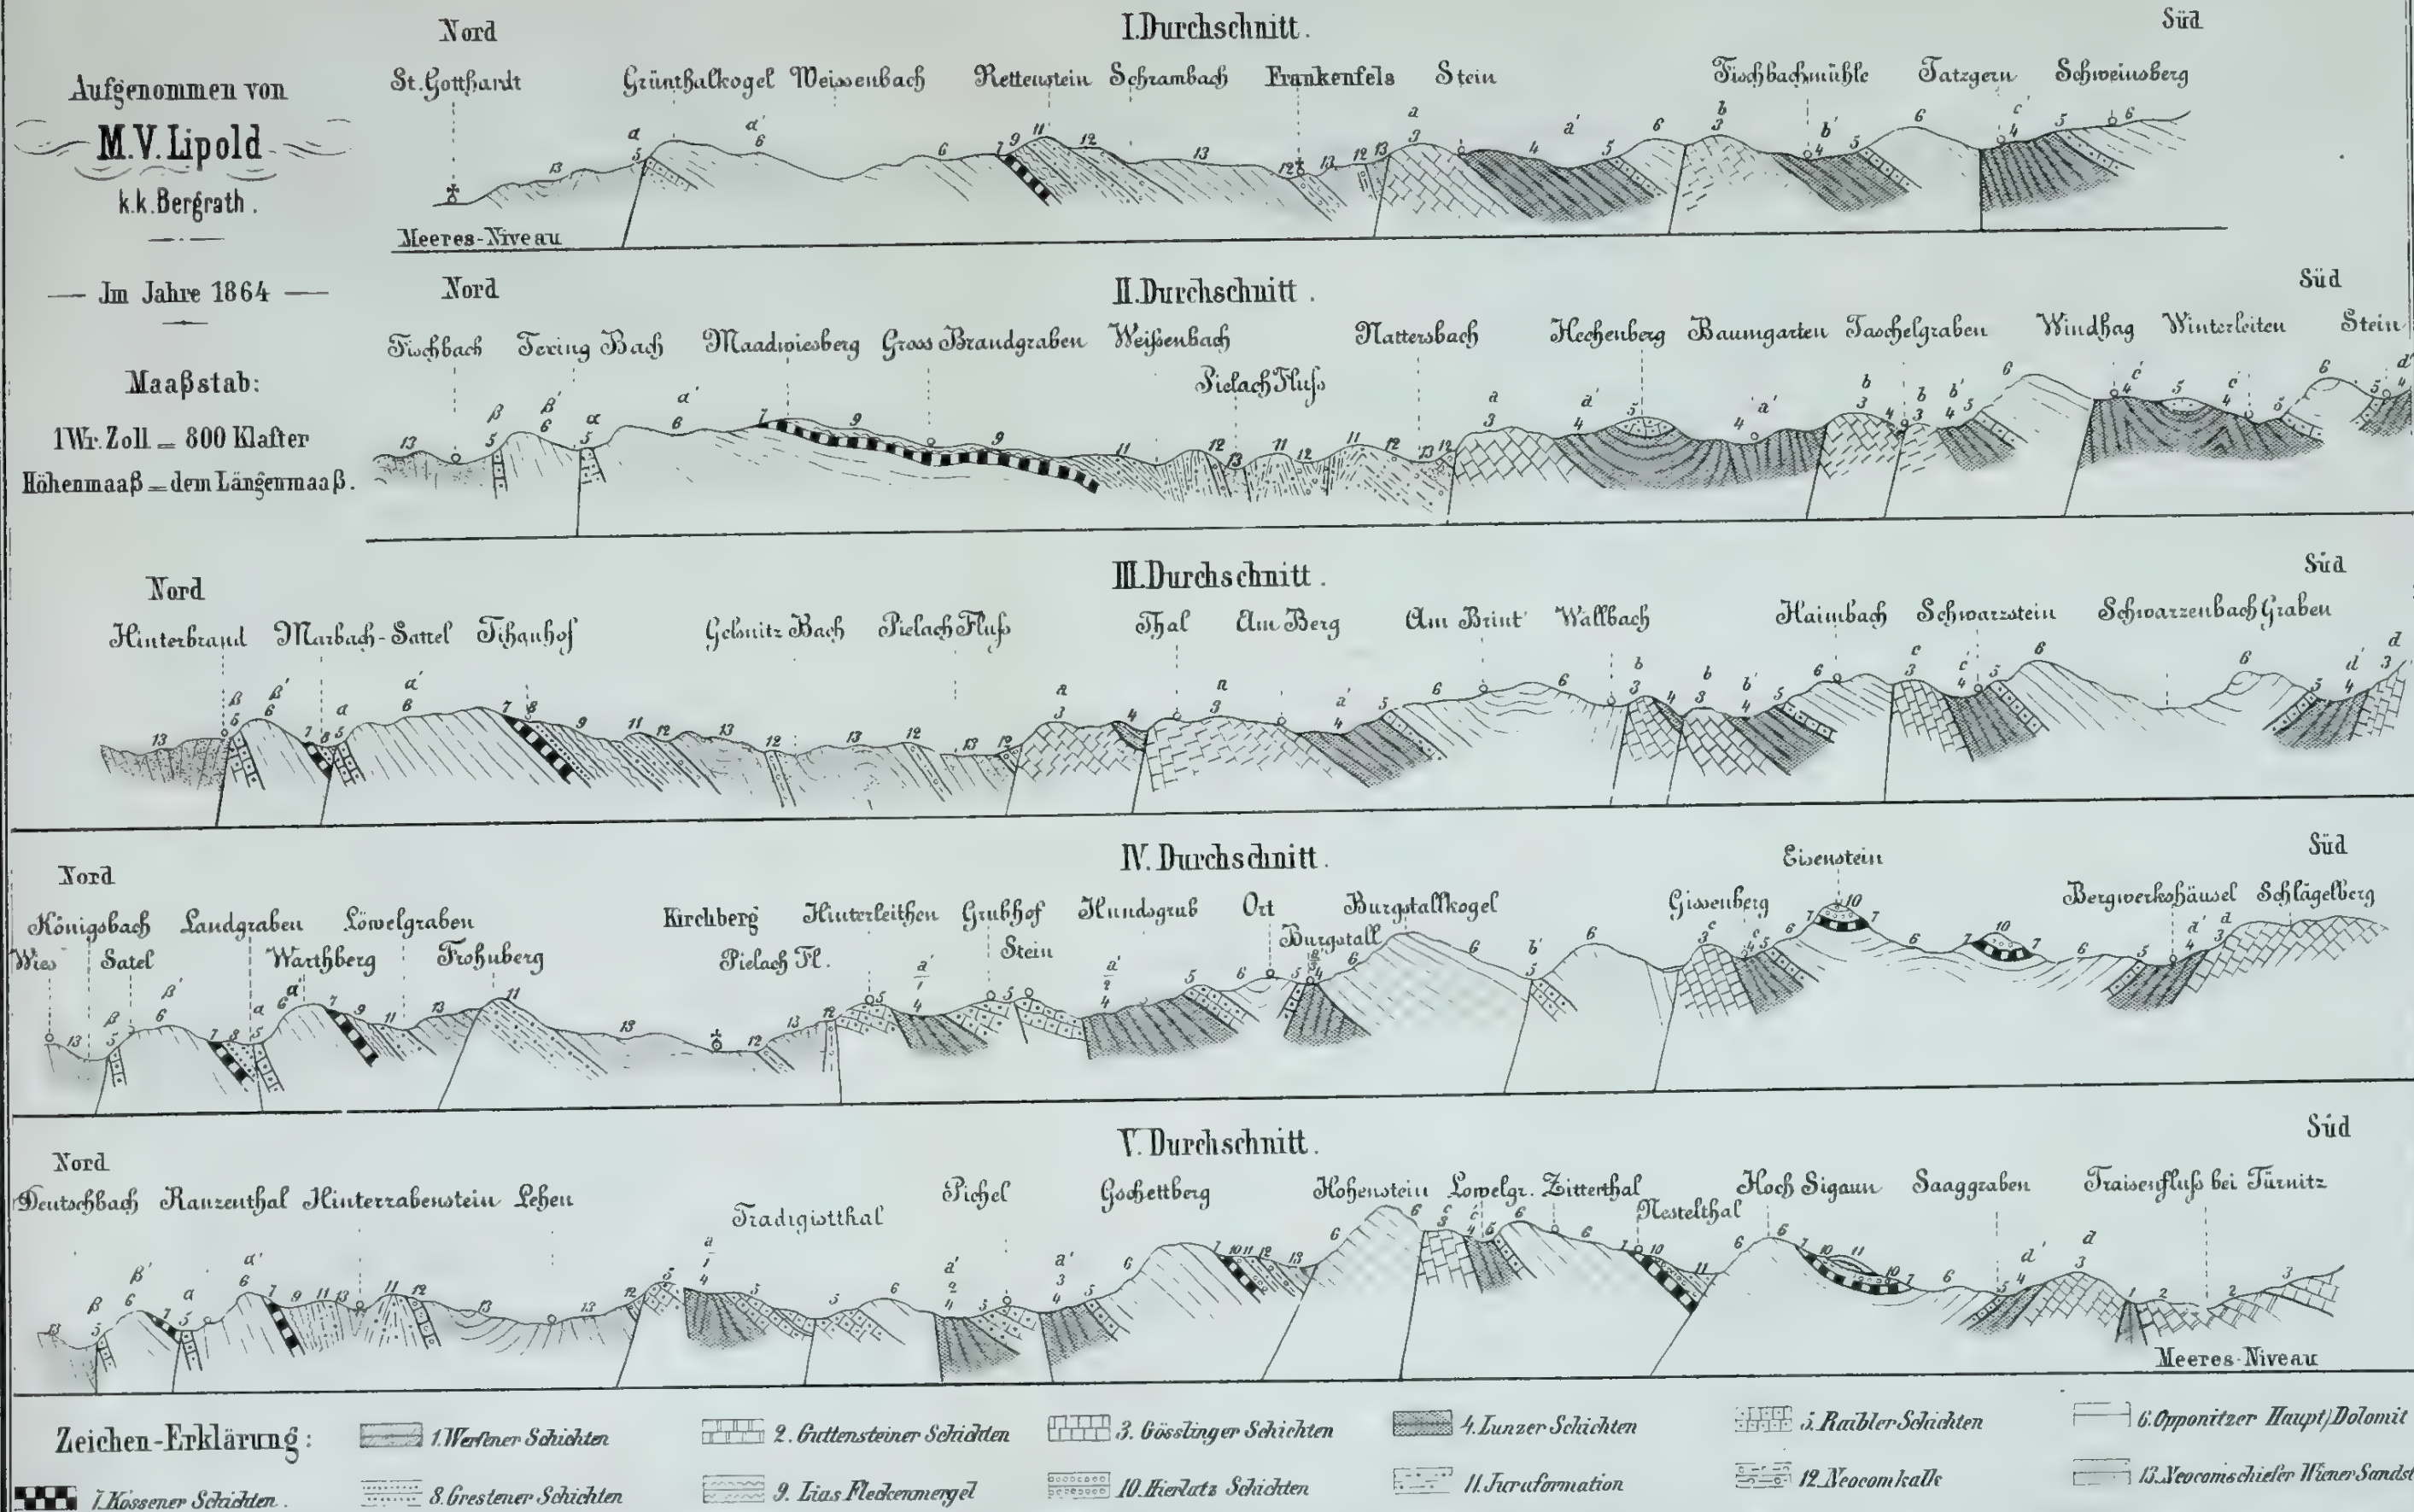 Aufgenommen von
M.V. Lipold
k.k. Bergrath.
Im Jahre 1864
Maaßstab:
1 Wr. Zoll = 800 Klafter
Höhenmaaß = dem Längenmaaß.
I. Durchschnitt.
Nord
Süd
St. Gotthardt Grünthalkogel Weissenbach Rettenstein Schrambach Frankenfels Stein Fischbachmühle Tatzgern Schweinsberg
Meeres-Niveau
II. Durchschnitt.
Nord
Süd
Fischbach Texing Bach Maadwiesberg Gross Brandgraben Weißenbach Nattersbach Hechenberg Baumgarten Taschelgraben Windhag Winterleiten Stein
Pielach Fluß
III. Durchschnitt.
Nord
Süd
Hinterbrand Marbach-Sattel Tihanhof Pielach Fluß Thal Am Berg Am Brint Wallbach Haimbach Schwarzstein Schwarzenbach Graben
IV. Durchschnitt.
Nord
Süd
Eisenstein
Königsbach Landgraben Löwelgraben Kirchberg Hinterleithen Grubhof Hundsgrub Ort Burgstallkogel Gissenberg Bergwerkshäusel Schlägelberg
Wies Satel Warthberg Frohnberg Pielach Fl. Stein Burgstall
V. Durchschnitt.
Nord
Süd
Deutschbach Ranzenthal Hinterrabenstein Lehen Tradigistthal Pichel Gschettberg Hohenstein Lowelgr. Zitterthal Nestelthal Hoch Sigaun Saaggraben Traisenfluß bei Türnitz
Meeres-Niveau
Zeichen-Erklärung:
1. Werfener Schichten
2. Guttensteiner Schichten
3. Gösslinger Schichten
4. Lunzer Schichten
5. Raibler Schichten
6. Opponitzer Haupt) Dolomit
7. Kössener Schichten.
8. Grestener Schichten
9. Lias Fleckenmergel
10. Hierlatz Schichten
11. Juraformation
12. Neocomkalk
13. Neocomschiefer Wiener Sandst